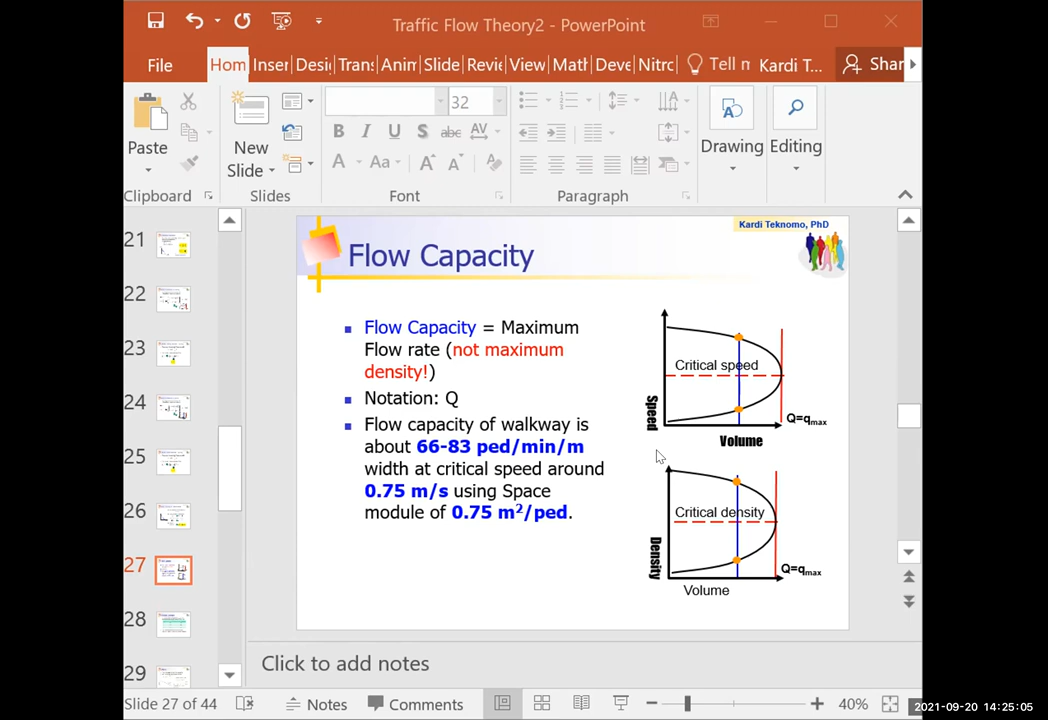 Traffic Flow Theory2 - PowerPoint
File
Hom
Inser
Desi
Trans
Anim
Slide
Revie
View
Math
Deve
Nitro
Tell m
Kardi T...
Shar
32
Paste
New
Slide
Drawing
Editing
B I U S abc AV
A Aa A A
Clipboard
Slides
Font
Paragraph
21
22
23
24
25
26
27
28
29
Kardi Teknomo, PhD
Flow Capacity
Flow Capacity = Maximum
Flow rate (not maximum
density!)
Notation: Q
Flow capacity of walkway is
about 66-83 ped/min/m
width at critical speed around
0.75 m/s using Space
module of 0.75 m²/ped.
Critical speed
Speed
Q=qmax
Volume
Critical density
Density
Q=qmax
Volume
Click to add notes
Slide 27 of 44
Notes
Comments
40%
2021-09-20 14:25:05